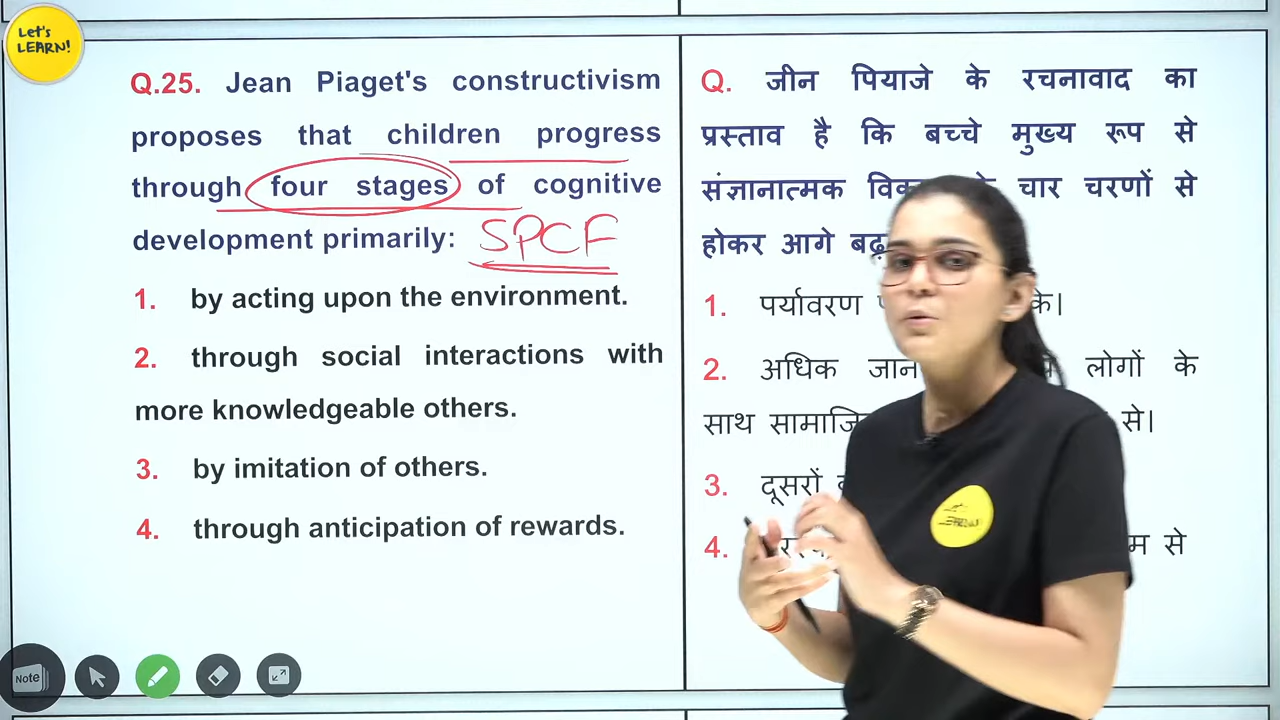 Let's
LEARN!
Q.25. Jean Piaget's constructivism
proposes that children progress
through four stages of cognitive
development primarily: SPCF
1. by acting upon the environment.
2. through social interactions with
more knowledgeable others.
3. by imitation of others.
4. through anticipation of rewards.
Q. जीन पियाजे के रचनावाद का
प्रस्ताव है कि बच्चे मुख्य रूप से
संज्ञानात्मक चार चरणों से
होकर आगे
1. पर्यावरण
2. अधिक लोगों के
साथ से।
3. दूसरों
4. से
Note